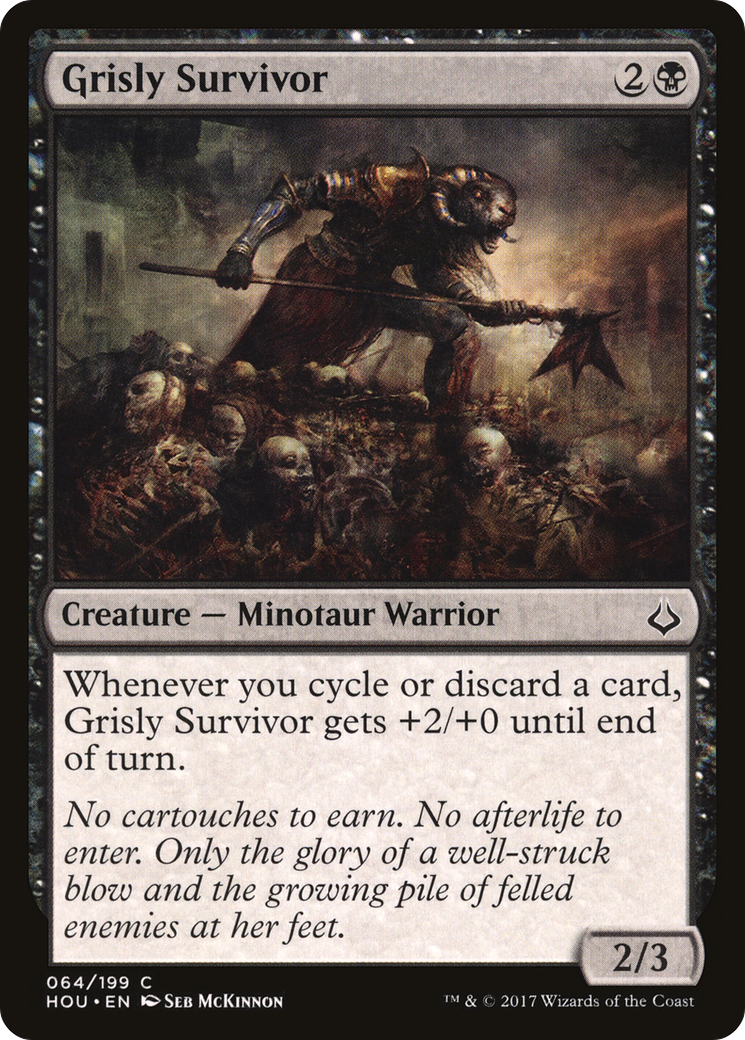 Grisly Survivor 2
Creature — Minotaur Warrior
Whenever you cycle or discard a card,
Grisly Survivor gets +2/+0 until end
of turn.
No cartouches to earn. No afterlife to
enter. Only the glory of a well-struck
blow and the growing pile of felled
enemies at her feet.
2/3
064/199 C
HOU • EN Seb McKinnon
™ & © 2017 Wizards of the Coast